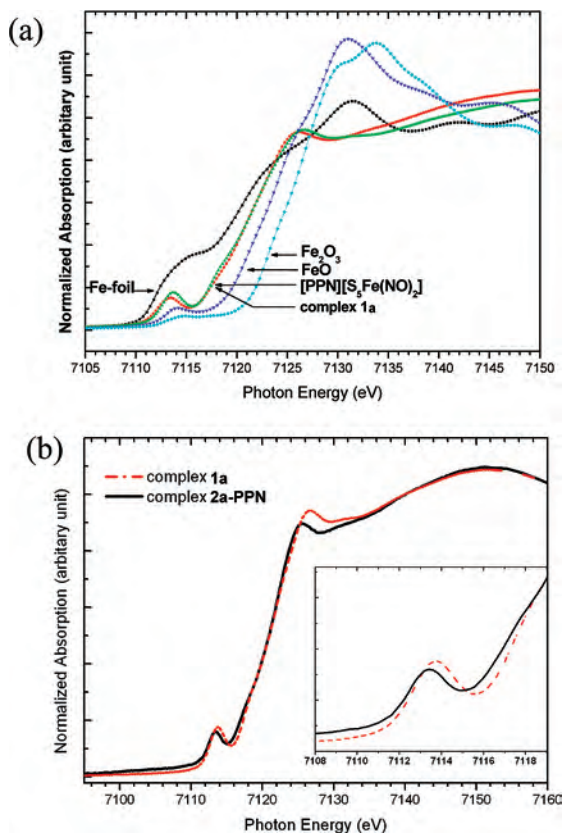 (a)
Normalized Absorption (arbitary unit)
Fe-foil
Fe₂O₃
FeO
[PPN][S₅Fe(NO)₂]
complex 1a
7105 7110 7115 7120 7125 7130 7135 7140 7145 7150
Photon Energy (eV)
(b)
Normalized Absorption (arbitary unit)
complex 1a
complex 2a-PPN
7108 7110 7112 7114 7116 7118
7100 7110 7120 7130 7140 7150 7160
Photon Energy (eV)